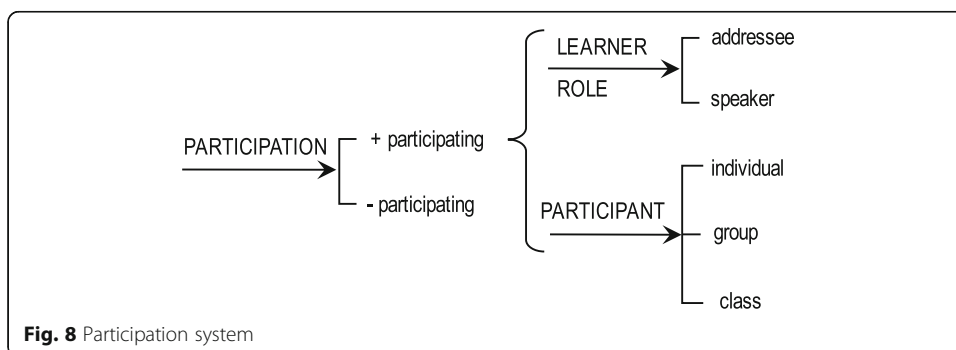 LEARNER
ROLE
addressee
speaker
PARTICIPATION
+ participating
- participating
PARTICIPANT
individual
group
class
Fig. 8 Participation system